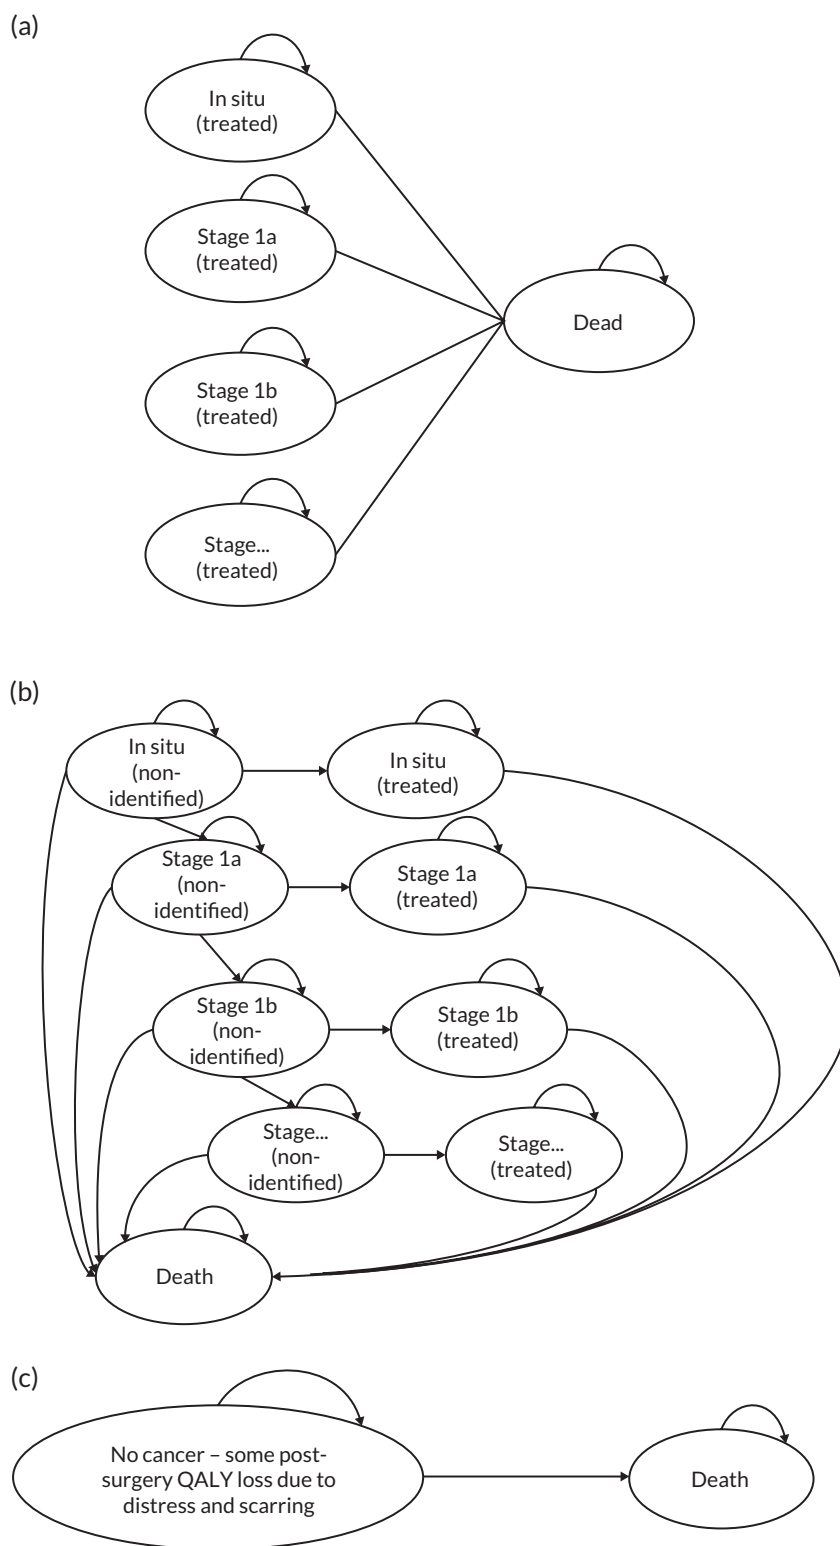 (a)
In situ
(treated)
Stage 1a
(treated)
Dead
Stage 1b
(treated)
Stage...
(treated)
(b)
In situ
(non-
identified)
In situ
(treated)
Stage 1a
(non-
identified)
Stage 1a
(treated)
Stage 1b
(non-
identified)
Stage 1b
(treated)
Stage...
(non-
identified)
Stage...
(treated)
Death
(c)
No cancer – some post-
surgery QALY loss due to
distress and scarring
Death